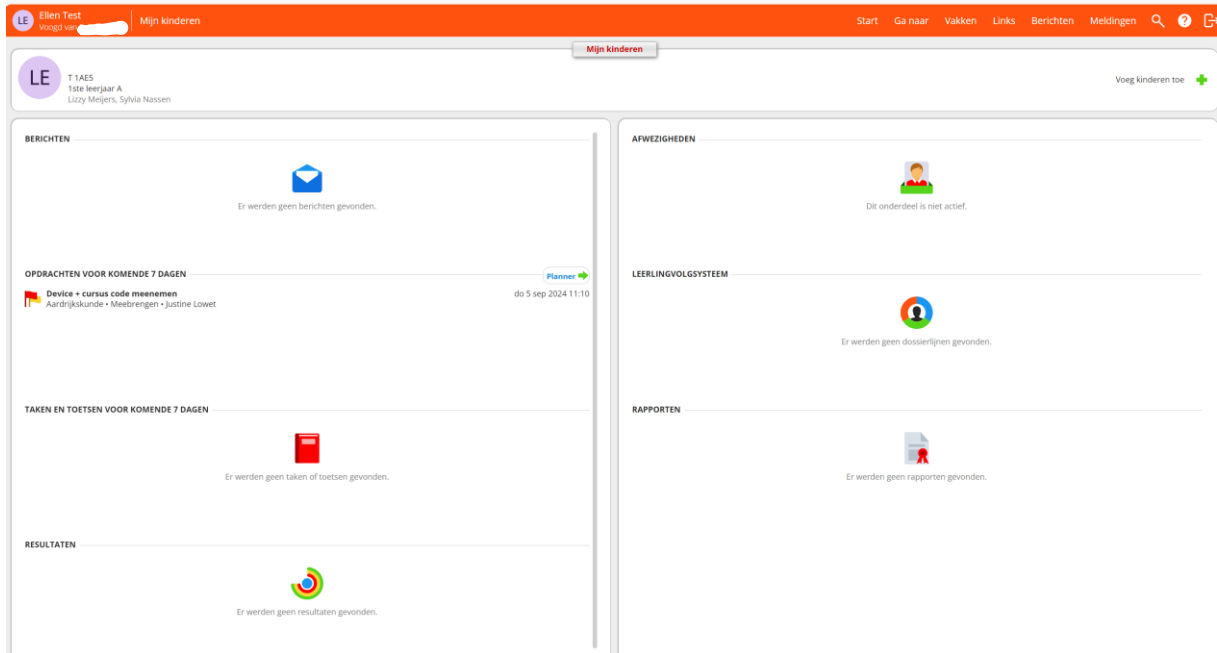 LE
Ellen Test
Voogd van
Mijn kinderen
Start Ga naar Vakken Links Berichten Meldingen
?
Mijn kinderen
LE
T 1AE5
1ste leerjaar A
Lizzy Meijers, Sylvia Nassen
Voeg kinderen toe
BERICHTEN
Er werden geen berichten gevonden.
OPDRACHTEN VOOR KOMENDE 7 DAGEN
Planner
Device + cursus code meenemen
do 5 sep 2024 11:10
Aardrijkskunde • Meebrengen • Justine Lowet
TAKEN EN TOETSEN VOOR KOMENDE 7 DAGEN
Er werden geen taken of toetsen gevonden.
RESULTATEN
Er werden geen resultaten gevonden.
AFWEZIGHEDEN
Dit onderdeel is niet actief.
LEERLINGVOLGSYSTEEM
Er werden geen dossierlijnen gevonden.
RAPPORTEN
Er werden geen rapporten gevonden.